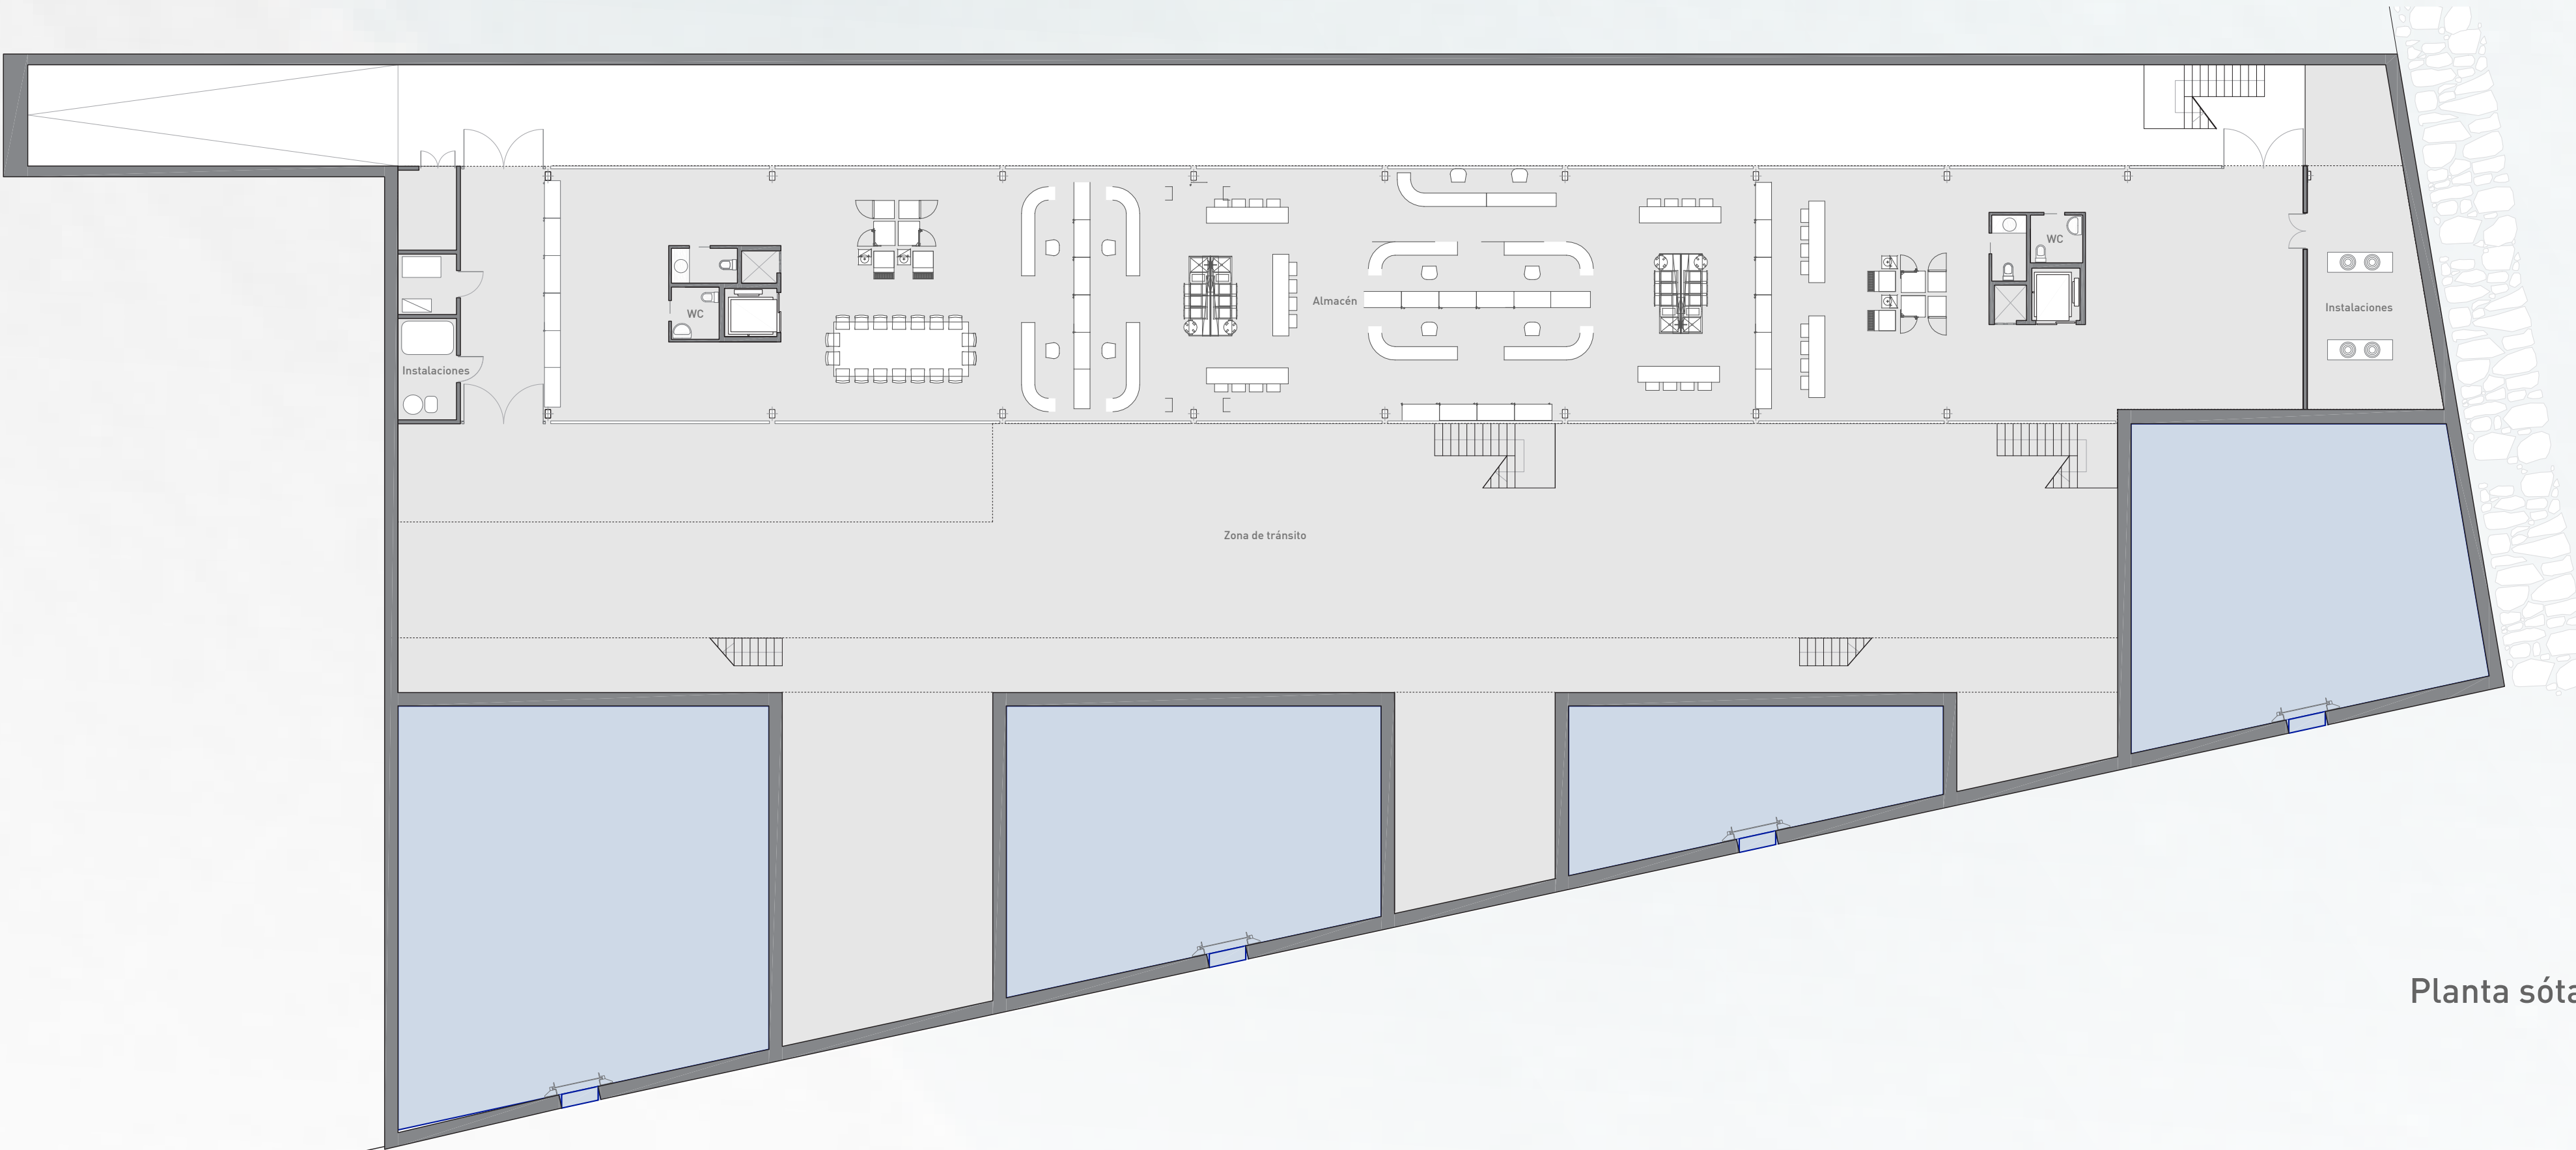 WC
Instalaciones
Almacén
WC
Instalaciones
Zona de tránsito
Planta sóta